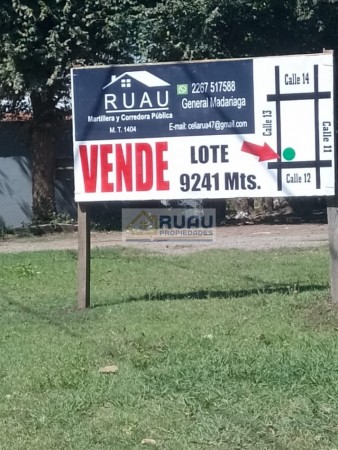 RUAU
Martillera y Corredora Pública
M. T. 1404
2267 517588
General Madariaga
E-mail: celiarua47@gmail.com
VENDE
LOTE
9241 Mts.
Calle 14
Calle 13
Calle 11
Calle 12
RUAU
PROPIEDADES